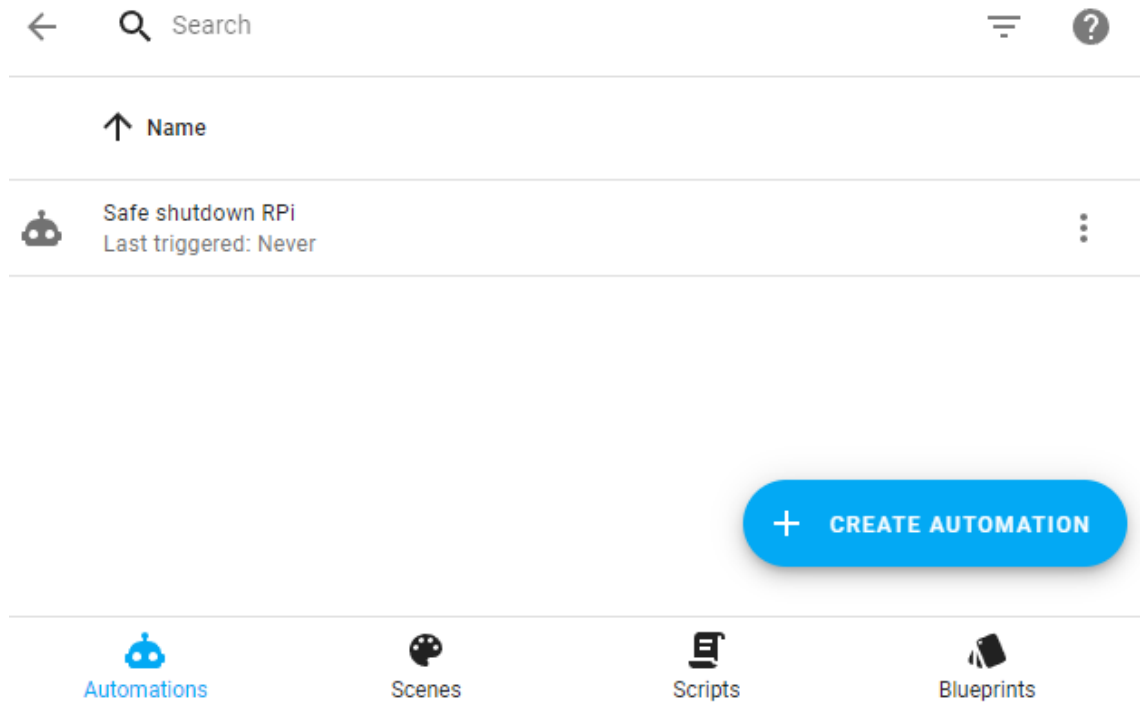 Search
Name
Safe shutdown RPi
Last triggered: Never
CREATE AUTOMATION
Automations
Scenes
Scripts
Blueprints